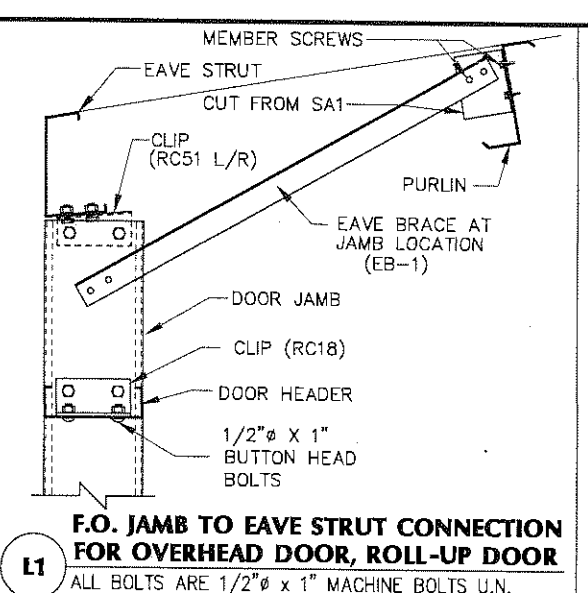 MEMBER SCREWS
EAVE STRUT
CUT FROM SA1
CLIP
(RC51 L/R)
PURLIN
EAVE BRACE AT
JAMB LOCATION
(EB-1)
DOOR JAMB
CLIP (RC18)
DOOR HEADER
1/2"ø X 1"
BUTTON HEAD
BOLTS
F.O. JAMB TO EAVE STRUT CONNECTION
FOR OVERHEAD DOOR, ROLL-UP DOOR
L1
ALL BOLTS ARE 1/2"ø x 1" MACHINE BOLTS U.N.